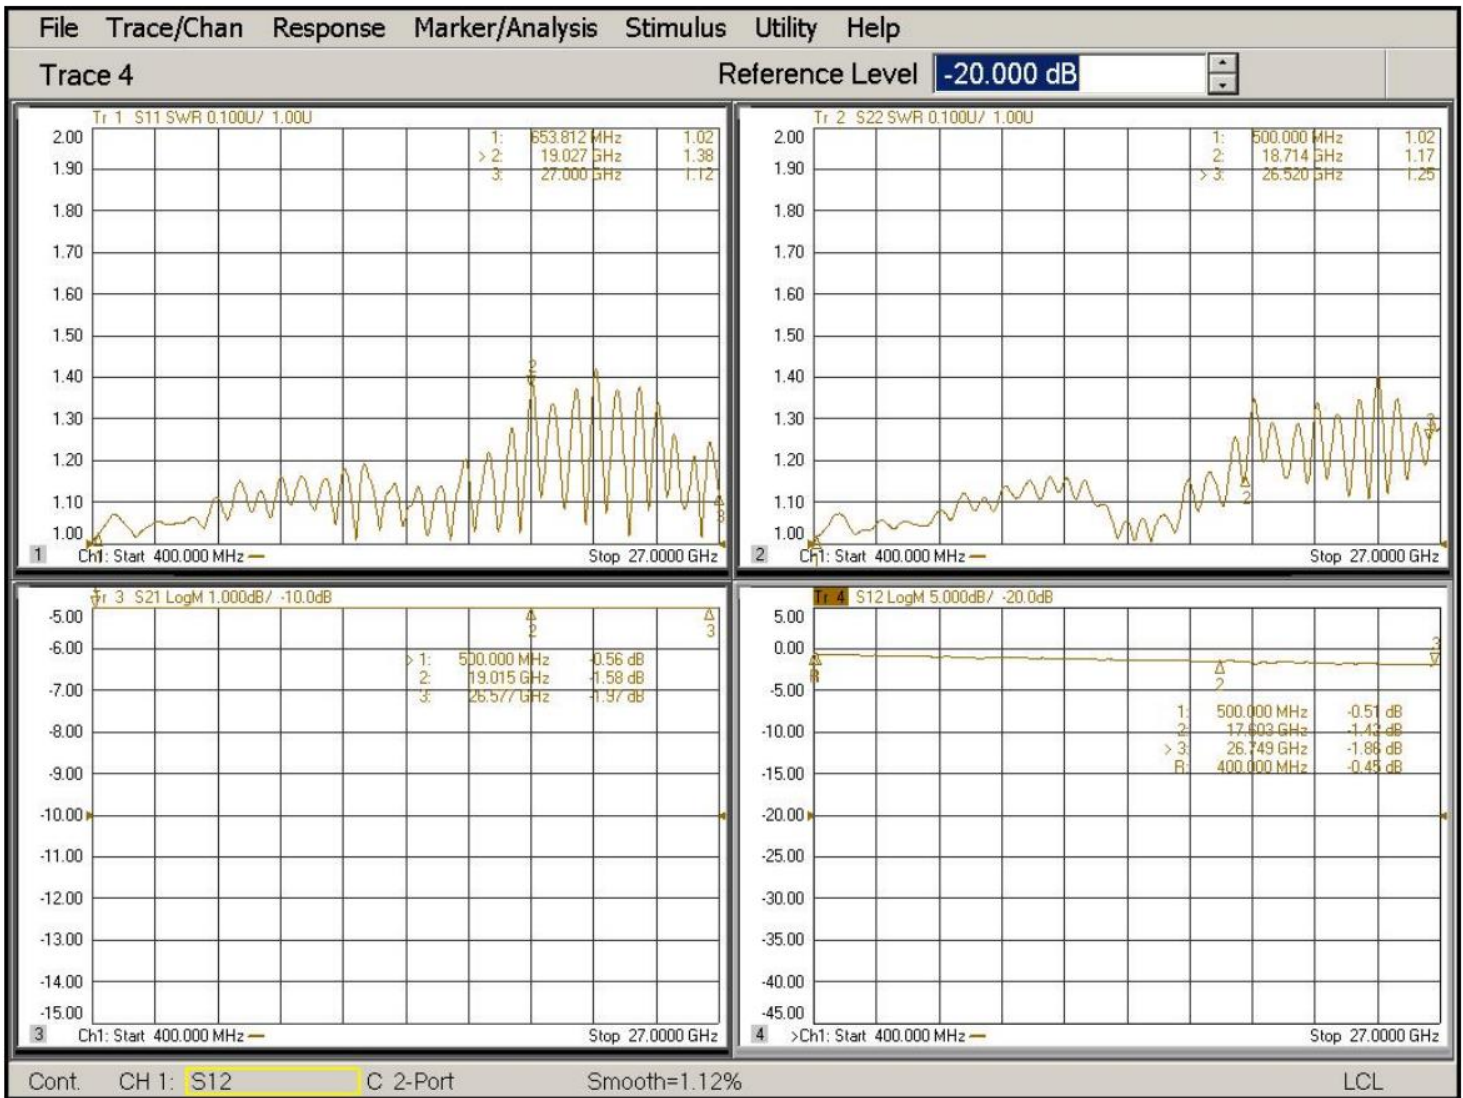 File Trace/Chan Response Marker/Analysis Stimulus Utility Help
Trace 4 Reference Level -20.000 dB
Tr 1 S11 SWR 0.100U/ 1.00U
2.00
1.90
1.80
1.70
1.60
1.50
1.40
1.30
1.20
1.10
1.00
1: 653.812 MHz 1.02
> 2: 19.027 GHz 1.38
3: 27.000 GHz 1.12
2
1
3
1 Ch1: Start 400.000 MHz Stop 27.0000 GHz
Tr 2 S22 SWR 0.100U/ 1.00U
2.00
1.90
1.80
1.70
1.60
1.50
1.40
1.30
1.20
1.10
1.00
1: 500.000 MHz 1.02
2: 18.714 GHz 1.17
> 3: 26.520 GHz 1.25
3
2
1
2 Ch1: Start 400.000 MHz Stop 27.0000 GHz
Tr 3 S21 LogM 1.000dB/ -10.0dB
-5.00
-6.00
-7.00
-8.00
-9.00
-10.00
-11.00
-12.00
-13.00
-14.00
-15.00
2
3
> 1: 500.000 MHz -0.56 dB
2: 19.015 GHz -1.58 dB
3: 26.577 GHz -1.97 dB
3 Ch1: Start 400.000 MHz Stop 27.0000 GHz
Tr 4 S12 LogM 5.000dB/ -20.0dB
5.00
0.00
-5.00
-10.00
-15.00
-20.00
-25.00
-30.00
-35.00
-40.00
-45.00
3
R
2
1: 500.000 MHz -0.51 dB
2: 17.603 GHz -1.42 dB
> 3: 26.749 GHz -1.86 dB
R: 400.000 MHz -0.45 dB
4 >Ch1: Start 400.000 MHz Stop 27.0000 GHz
Cont. CH 1: S12 C 2-Port Smooth=1.12% LCL